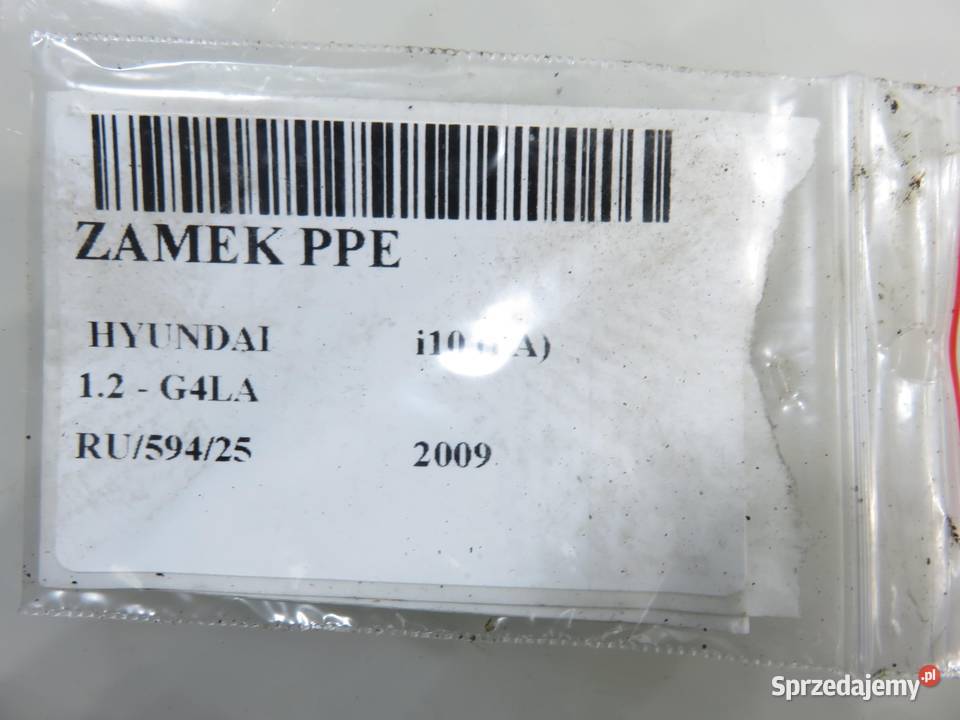 ZAMEK PPE
HYUNDAI i10
1.2 - G4LA
RU/594/25 2009
Sprzedajemy.pl